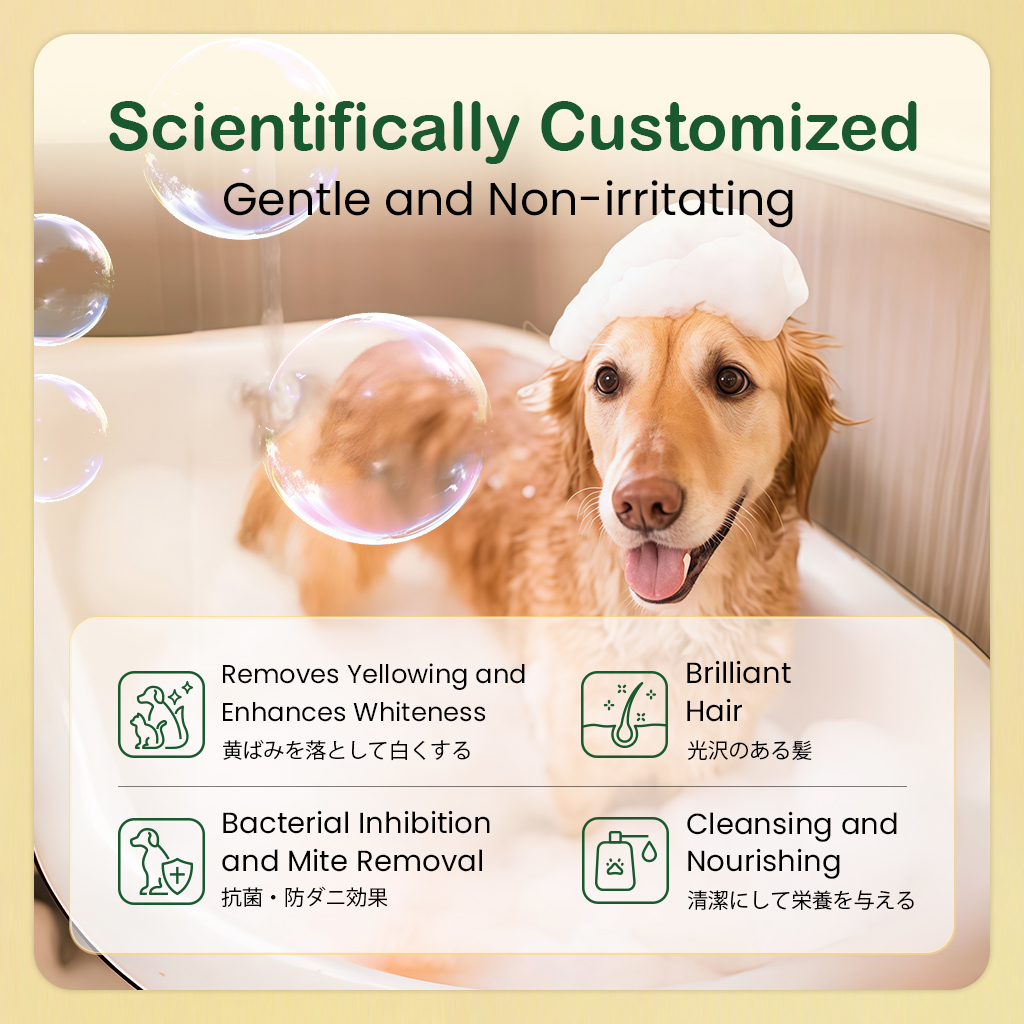 Scientifically Customized
Gentle and Non-irritating
Removes Yellowing and
Enhances Whiteness
黄ばみを落として白くする
Brilliant
Hair
光沢のある髪
Bacterial Inhibition
and Mite Removal
抗菌・防ダニ効果
Cleansing and
Nourishing
清潔にして栄養を与える